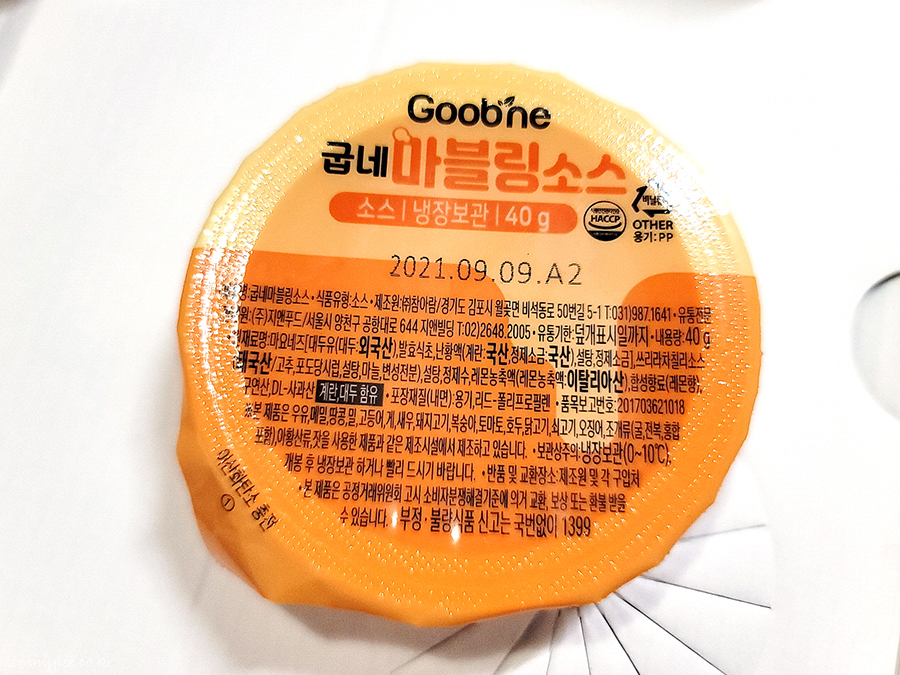 Goobne
굽네 마블링소스
소스 | 냉장보관 | 40 g
HACCP
OTHER
용기: PP
2021.09.09.A2
명:굽네마블링소스 • 식품유형:소스 • 제조원:㈜참아람/경기도 김포시 월곶면 비석동로 50번길 5-1 T:031)987.1641 • 유통전문
원:(주)지앤푸드/서울시 양천구 공항대로 644 지앤빌딩 T:02)2648.2005 • 유통기한:덮개표시일까지 • 내용량:40 g
원재료명:마요네즈[대두유(대두:외국산),발효식초,난황액(계란:국산,정제소금:국산),설탕,정제소금],쓰리라차칠리소스
태국산/고추,포도당시럽,설탕,마늘,변성전분),설탕,정제수,레몬농축액(레몬농축액:이탈리아산),합성향료(레몬향),
구연산,DL-사과산 계란,대두 함유 • 포장재질(내면):용기,리드-폴리프로필렌 • 품목보고번호:201703621018
※본 제품은 우유,메밀,땅콩,밀,고등어,게,새우,돼지고기,복숭아,토마토,호두,닭고기,쇠고기,오징어,조개류(굴,전복,홍합
포함),아황산류,잣을 사용한 제품과 같은 제조시설에서 제조하고 있습니다. • 보관상주의:냉장보관(0~10℃),
개봉 후 냉장보관 하거나 빨리 드시기 바랍니다. • 반품 및 교환장소:제조원 및 각 구입처
• 본 제품은 공정거래위원회 고시 소비자분쟁해결기준에 의거 교환, 보상 또는 환불 받을
수 있습니다. • 부정 • 불량식품 신고는 국번없이 1399
이산화탄소 충전
①